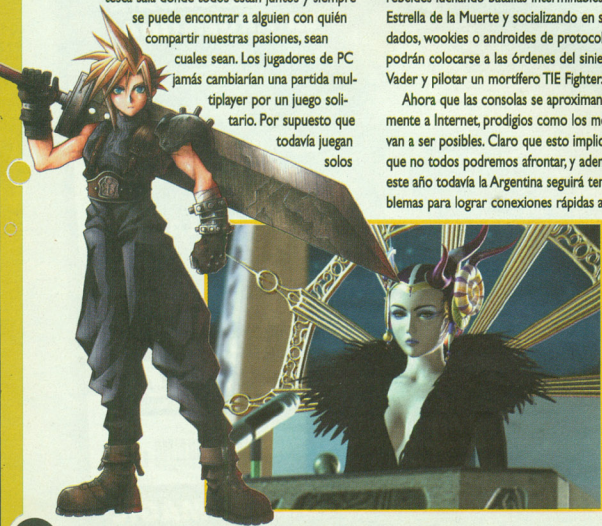 se puede encontrar a alguien con quién
compartir nuestras pasiones, sean
cuales sean. Los jugadores de PC
jamás cambiarían una partida mul-
tiplayer por un juego soli-
tario. Por supuesto que
todavía juegan
solos
Estrella de la Muerte y socializando en s
dados, wookies o androides de protocol
podrán colocarse a las órdenes del sinie
Vader y pilotar un mortífero TIE Fighter.
Ahora que las consolas se aproximan
mente a Internet, prodigios como los m
van a ser posibles. Claro que esto implic
que no todos podremos afrontar, y aden
este año todavía la Argentina seguirá ten
blemas para lograr conexiones rápidas a